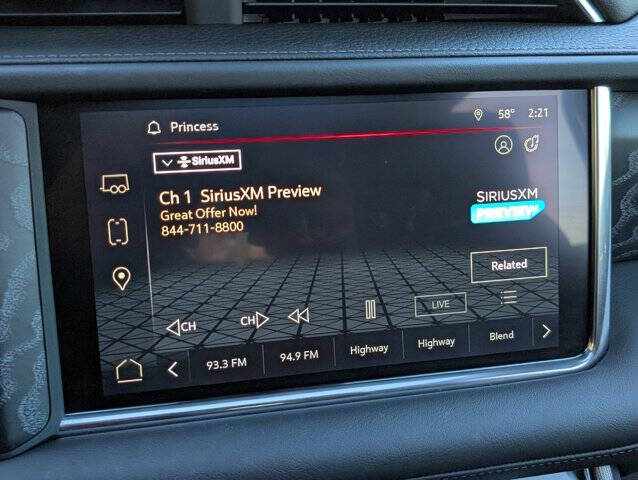 Princess 58° 2:21
SiriusXM
Ch 1 SiriusXM Preview
Great Offer Now!
844-711-8800
SIRIUSXM
PREVIEW
Related
CH CH LIVE
93.3 FM 94.9 FM Highway Highway Blend